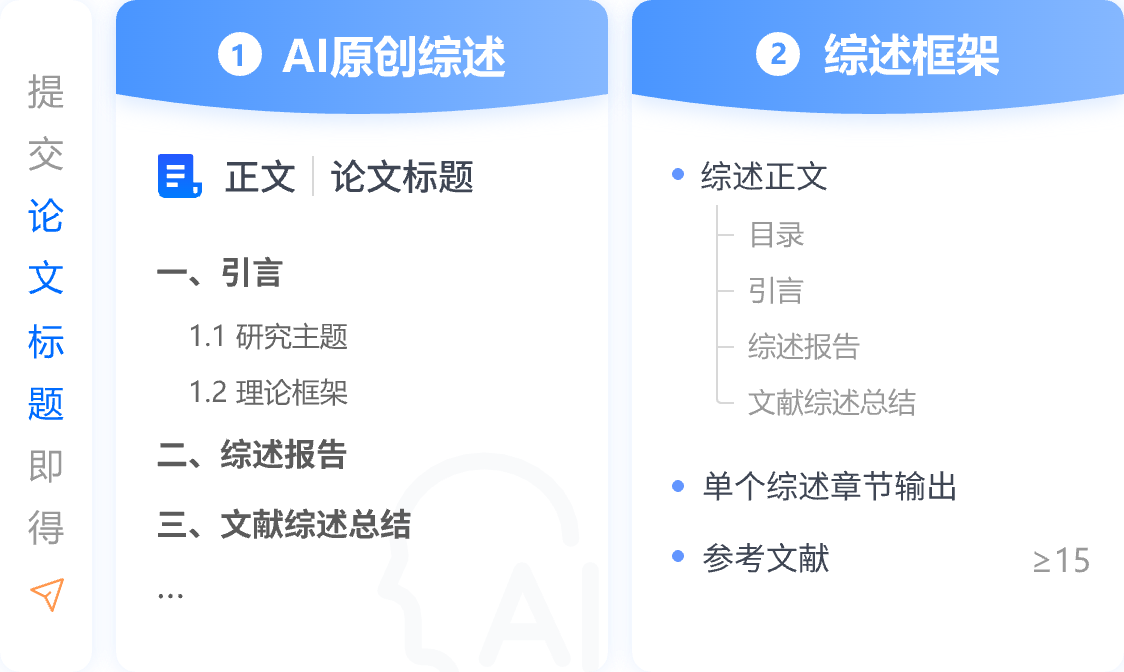 提交论文标题即得
1 AI原创综述
正文 论文标题
一、引言
1.1 研究主题
1.2 理论框架
二、综述报告
三、文献综述总结
...
AI
2 综述框架
综述正文
目录
引言
综述报告
文献综述总结
单个综述章节输出
参考文献 ≥15